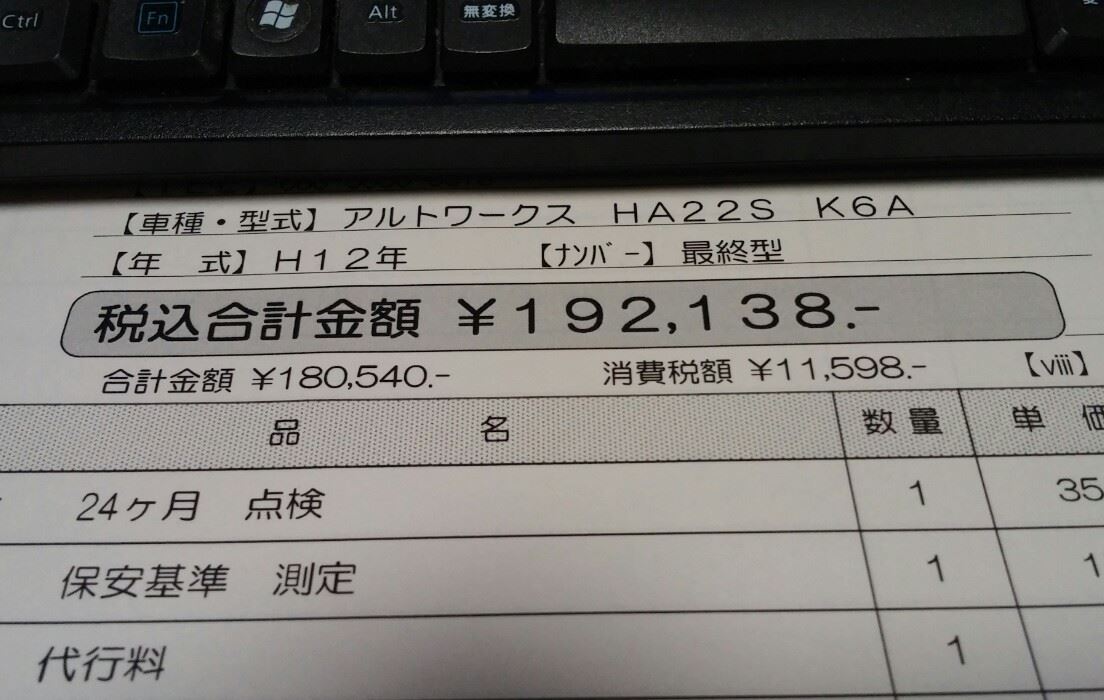 Ctrl Fn Alt 無変換
【車種・型式】 アルトワークス ＨＡ２２Ｓ Ｋ６Ａ
【年　式】 Ｈ１２年 【ﾅﾝﾊﾞｰ】 最終型
税込合計金額 ￥１９２,１３８.-
合計金額 ￥180,540.- 消費税額 ￥11,598.- 【ⅷ】
品 名 数 量 単
24ヶ月 点検 1 35
保安基準 測定 1 1
代行料 1